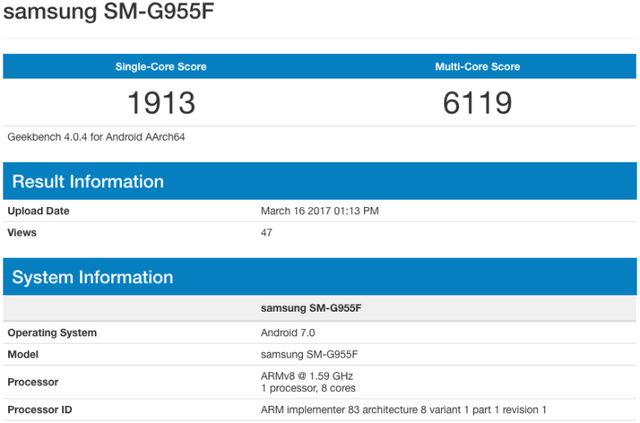 samsung SM-G955F
Single-Core Score Multi-Core Score
1913 6119
Geekbench 4.0.4 for Android AArch64
Result Information
Upload Date March 16 2017 01:13 PM
Views 47
System Information
samsung SM-G955F
Operating System Android 7.0
Model samsung SM-G955F
Processor ARMv8 @ 1.59 GHz
1 processor, 8 cores
Processor ID ARM implementer 83 architecture 8 variant 1 part 1 revision 1